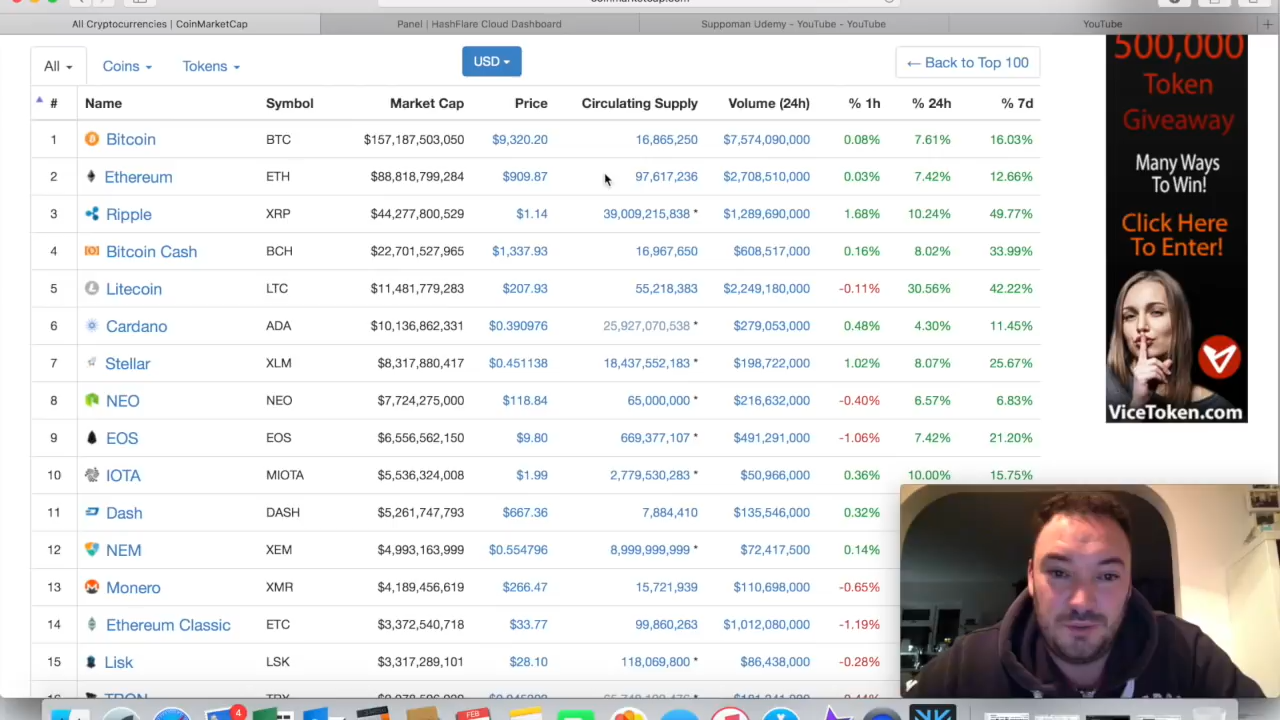 All Cryptocurrencies | CoinMarketCap Panel | HashFlare Cloud Dashboard Suppoman Udemy - YouTube - YouTube YouTube
All Coins Tokens USD ← Back to Top 100
# Name Symbol Market Cap Price Circulating Supply Volume (24h) % 1h % 24h % 7d
1 Bitcoin BTC $157,187,503,050 $9,320.20 16,865,250 $7,574,090,000 0.08% 7.61% 16.03%
2 Ethereum ETH $88,818,799,284 $909.87 97,617,236 $2,708,510,000 0.03% 7.42% 12.66%
3 Ripple XRP $44,277,800,529 $1.14 39,009,215,838 * $1,289,690,000 1.68% 10.24% 49.77%
4 Bitcoin Cash BCH $22,701,527,965 $1,337.93 16,967,650 $608,517,000 0.16% 8.02% 33.99%
5 Litecoin LTC $11,481,779,283 $207.93 55,218,383 $2,249,180,000 -0.11% 30.56% 42.22%
6 Cardano ADA $10,136,862,331 $0.390976 25,927,070,538 * $279,053,000 0.48% 4.30% 11.45%
7 Stellar XLM $8,317,880,417 $0.451138 18,437,552,183 * $198,722,000 1.02% 8.07% 25.67%
8 NEO NEO $7,724,275,000 $118.84 65,000,000 * $216,632,000 -0.40% 6.57% 6.83%
9 EOS EOS $6,556,562,150 $9.80 669,377,107 * $491,291,000 -1.06% 7.42% 21.20%
10 IOTA MIOTA $5,536,324,008 $1.99 2,779,530,283 * $50,966,000 0.36% 10.00% 15.75%
11 Dash DASH $5,261,747,793 $667.36 7,884,410 $135,546,000 0.32%
12 NEM XEM $4,993,163,999 $0.554796 8,999,999,999 * $72,417,500 0.14%
13 Monero XMR $4,189,456,619 $266.47 15,721,939 $110,698,000 -0.65%
14 Ethereum Classic ETC $3,372,540,718 $33.77 99,860,263 $1,012,080,000 -1.19%
15 Lisk LSK $3,317,289,101 $28.10 118,069,800 * $86,438,000 -0.28%
500,000
Token
Giveaway
Many Ways
To Win!
Click Here
To Enter!
ViceToken.com
4
FEB